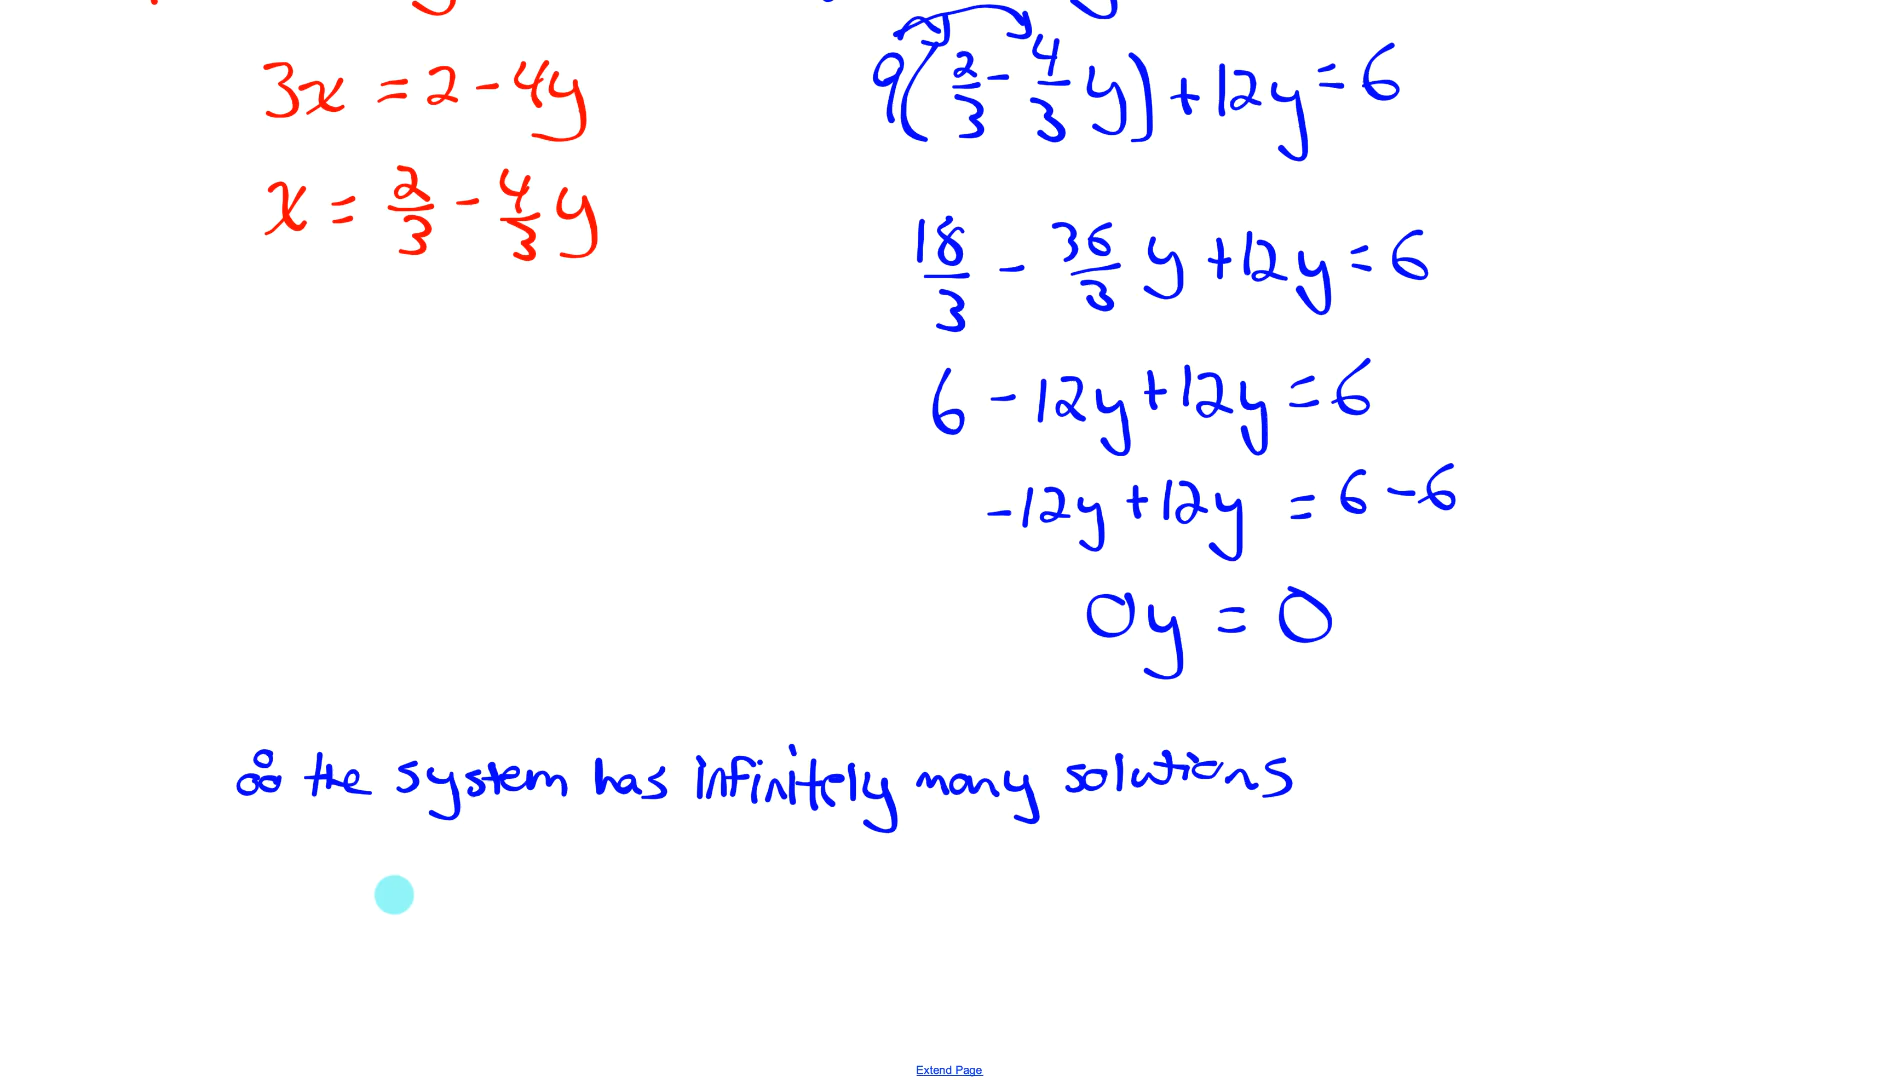 3x = 2 - 4y
x = 2/3 - 4/3 y
9(2/3 - 4/3 y) + 12y = 6
18/3 - 36/3 y + 12y = 6
6 - 12y + 12y = 6
-12y + 12y = 6 - 6
0y = 0
∴ the system has infinitely many solutions
Extend Page